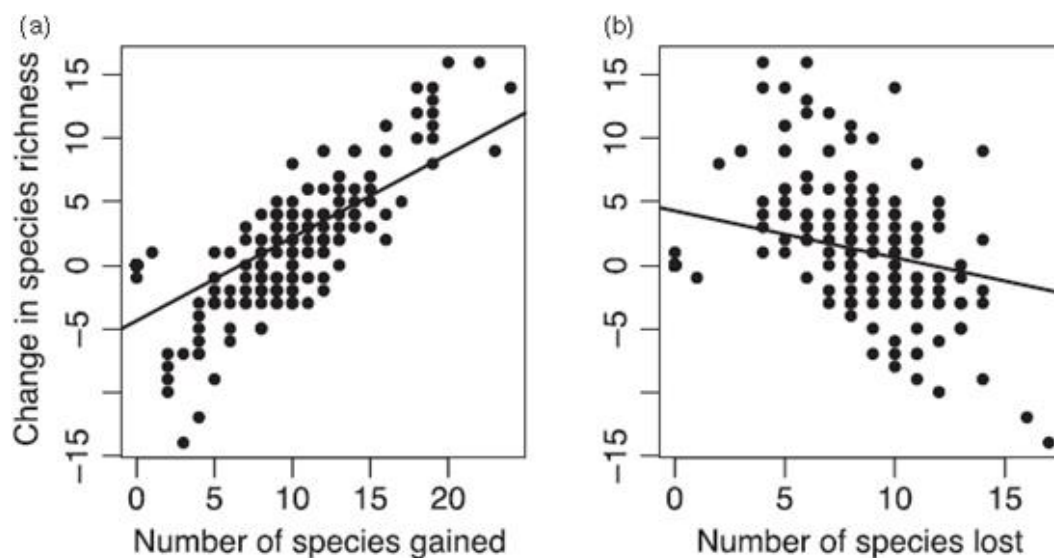 (a)
(b)
Change in species richness
15
10
5
0
−5
−15
0 5 10 15 20
Number of species gained
15
10
5
0
−5
−15
0 5 10 15
Number of species lost